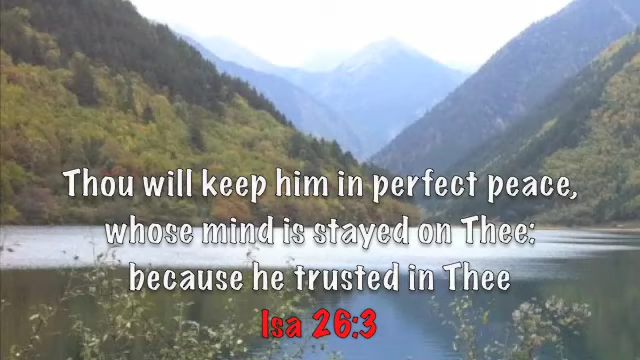 Thou will keep him in perfect peace,
whose mind is stayed on Thee:
because he trusted in Thee
Isa 26:3